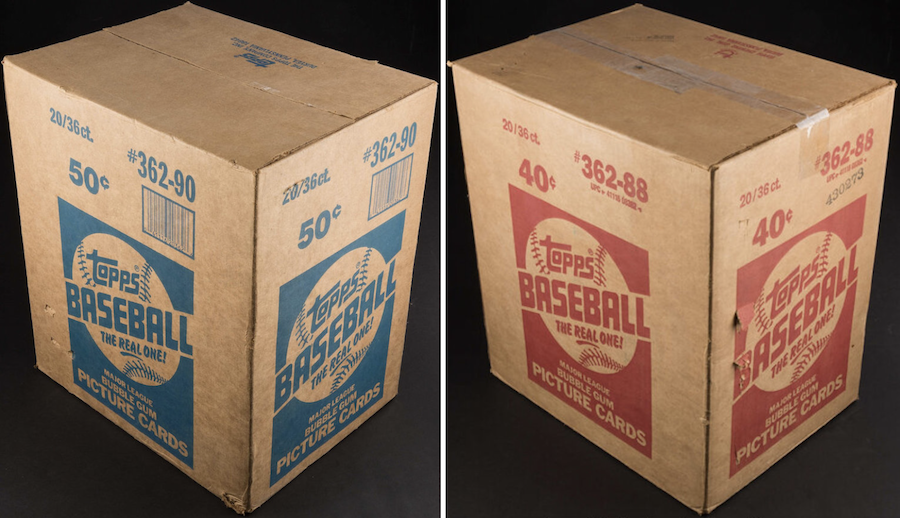 topps®
20/36 ct.
#362-90
50¢
topps®
BASEBALL
THE REAL ONE!
MAJOR LEAGUE
BUBBLE GUM
PICTURE CARDS
#362-90
20/36 ct.
50¢
topps®
BASEBALL
THE REAL ONE!
MAJOR LEAGUE
BUBBLE GUM
PICTURE CARDS
20/36 ct.
#362-88
40¢
topps®
BASEBALL
THE REAL ONE!
MAJOR LEAGUE
BUBBLE GUM
PICTURE CARDS
#362-88
20/36 ct.
430273
40¢
topps®
BASEBALL
THE REAL ONE!
MAJOR LEAGUE
BUBBLE GUM
PICTURE CARDS